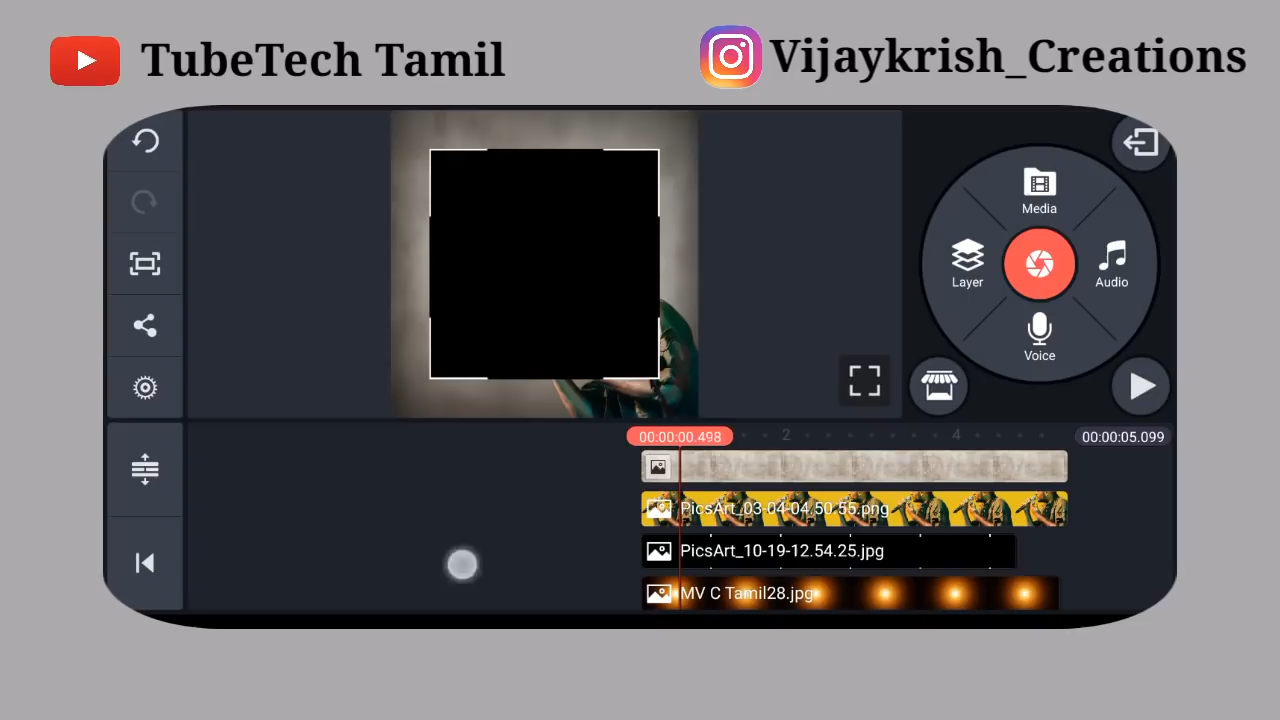 TubeTech Tamil
Vijaykrish_Creations
Media
Layer
Audio
Voice
00:00:00.498
2
4
00:00:05.099
PicsArt_03-04-04.50.55.png
PicsArt_10-19-12.54.25.jpg
MV C Tamil28.jpg